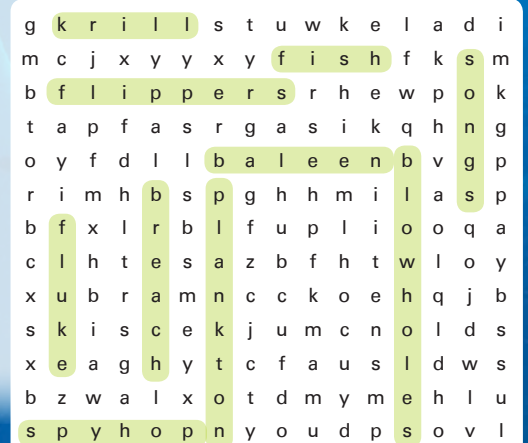 g k r i l l s t u w k e l a d i
m c j x y y x y f i s h f k s m
b f l i p p e r s r h e w p o k
t a p f a s r g a s i k q h n g
o y f d l l b a l e e n b v g p
r i m h b s p g h h m i l a s p
b f x l r b l f u p l i o o q a
c l h t e s a z b f h t w l o y
x u b r a m n c c k o e h q j b
s k i s c e k j u m c n o l d s
x e a g h y t c f a u s l d w s
b z w a l x o t d m y m e h l u
s p y h o p n y o u d p s o v l